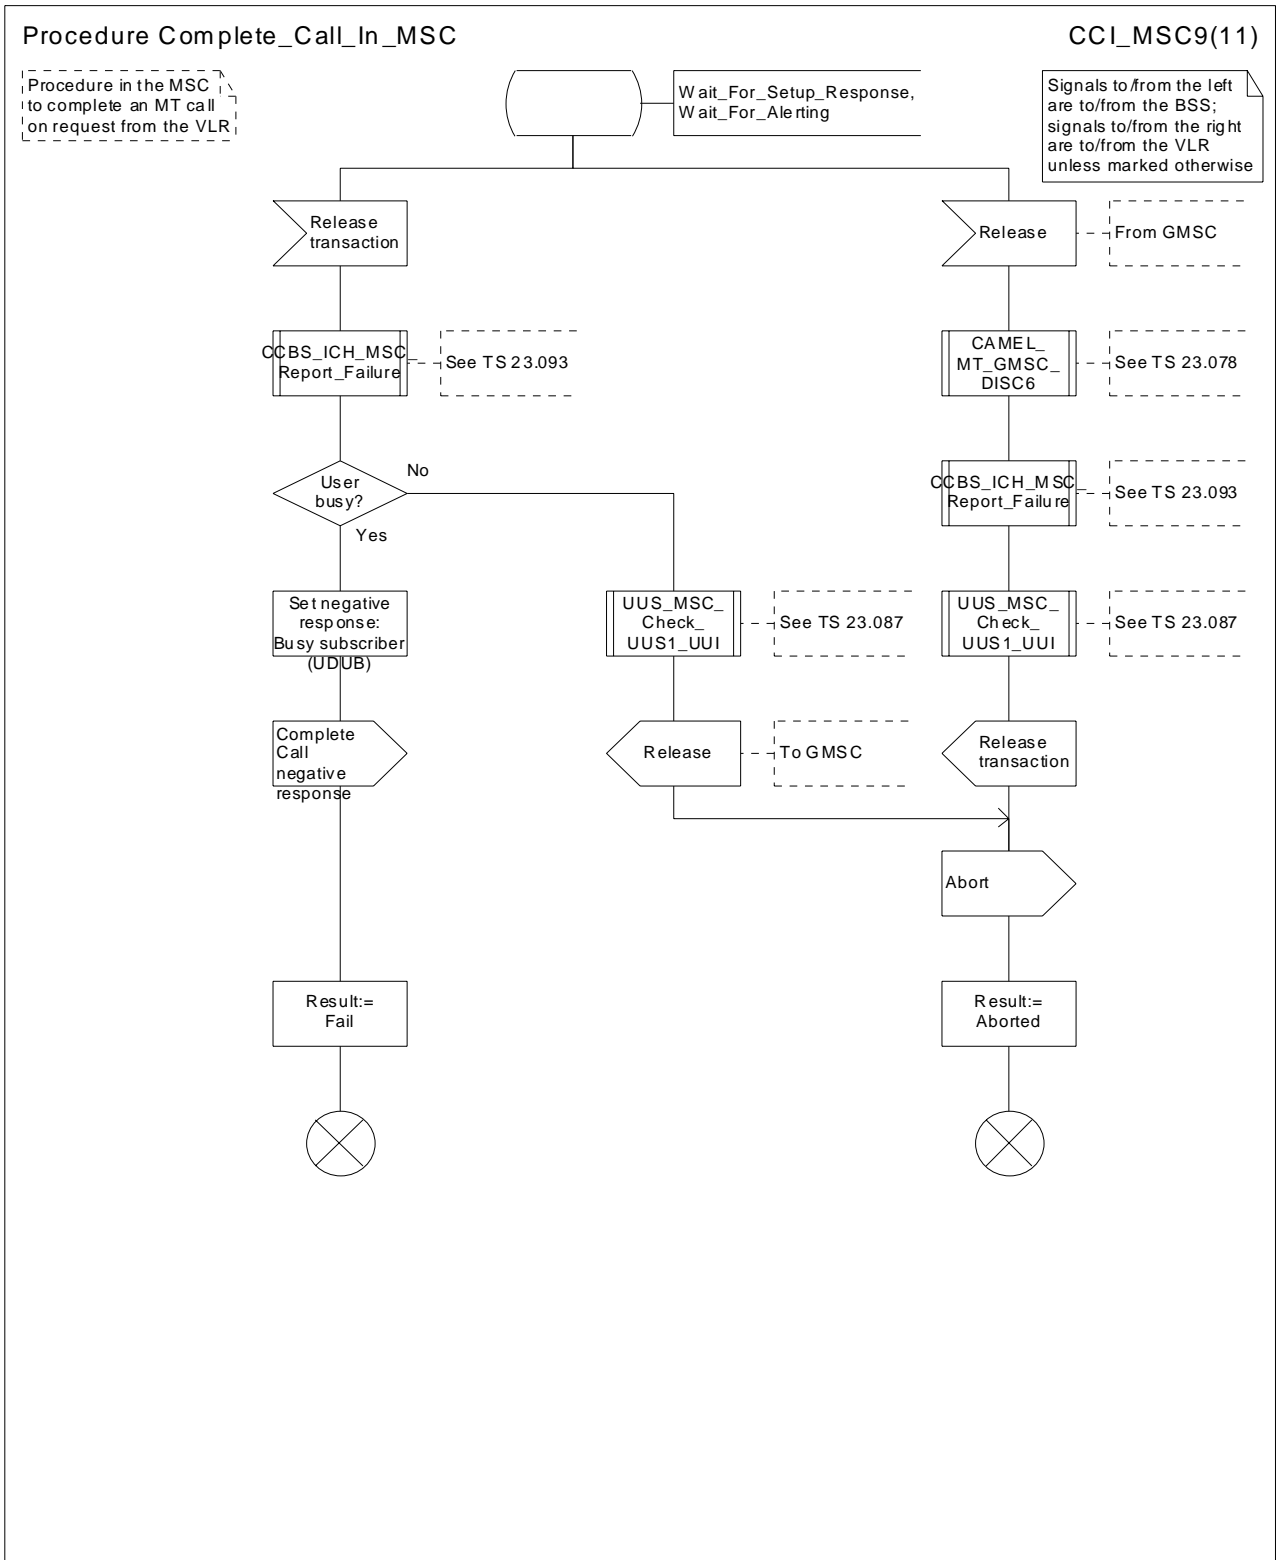 Procedure Complete_Call_In_MSC
CCI_MSC9(11)
Procedure in the MSC
to complete an MT call
on request from the VLR
Wait_For_Setup_Response,
Wait_For_Alerting
Signals to/from the left
are to/from the BSS;
signals to/from the right
are to/from the VLR
unless marked otherwise
Release
transaction
Release
From GMSC
CCBS_ICH_MSC_
Report_Failure
See TS 23.093
CAMEL_
MT_GMSC_
DISC6
See TS 23.078
User
busy?
No
Yes
CCBS_ICH_MSC_
Report_Failure
See TS 23.093
Set negative
response:
Busy subscriber
(UDUB)
UUS_MSC_
Check_
UUS1_UUI
See TS 23.087
UUS_MSC_
Check_
UUS1_UUI
See TS 23.087
Complete
Call
negative
response
Release
To GMSC
Release
transaction
Abort
Result:=
Fail
Result:=
Aborted